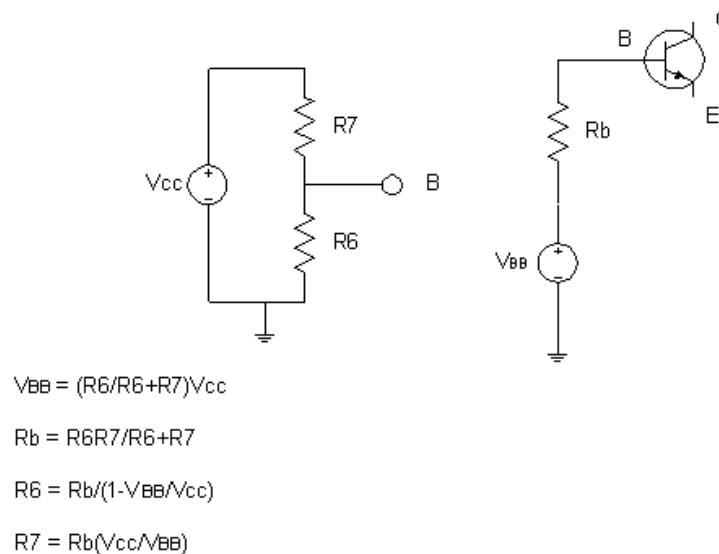 B
E
R7
Rb
Vcc
B
R6
VBB
VBB = (R6/R6+R7)Vcc
Rb = R6R7/R6+R7
R6 = Rb/(1-VBB/Vcc)
R7 = Rb(Vcc/VBB)